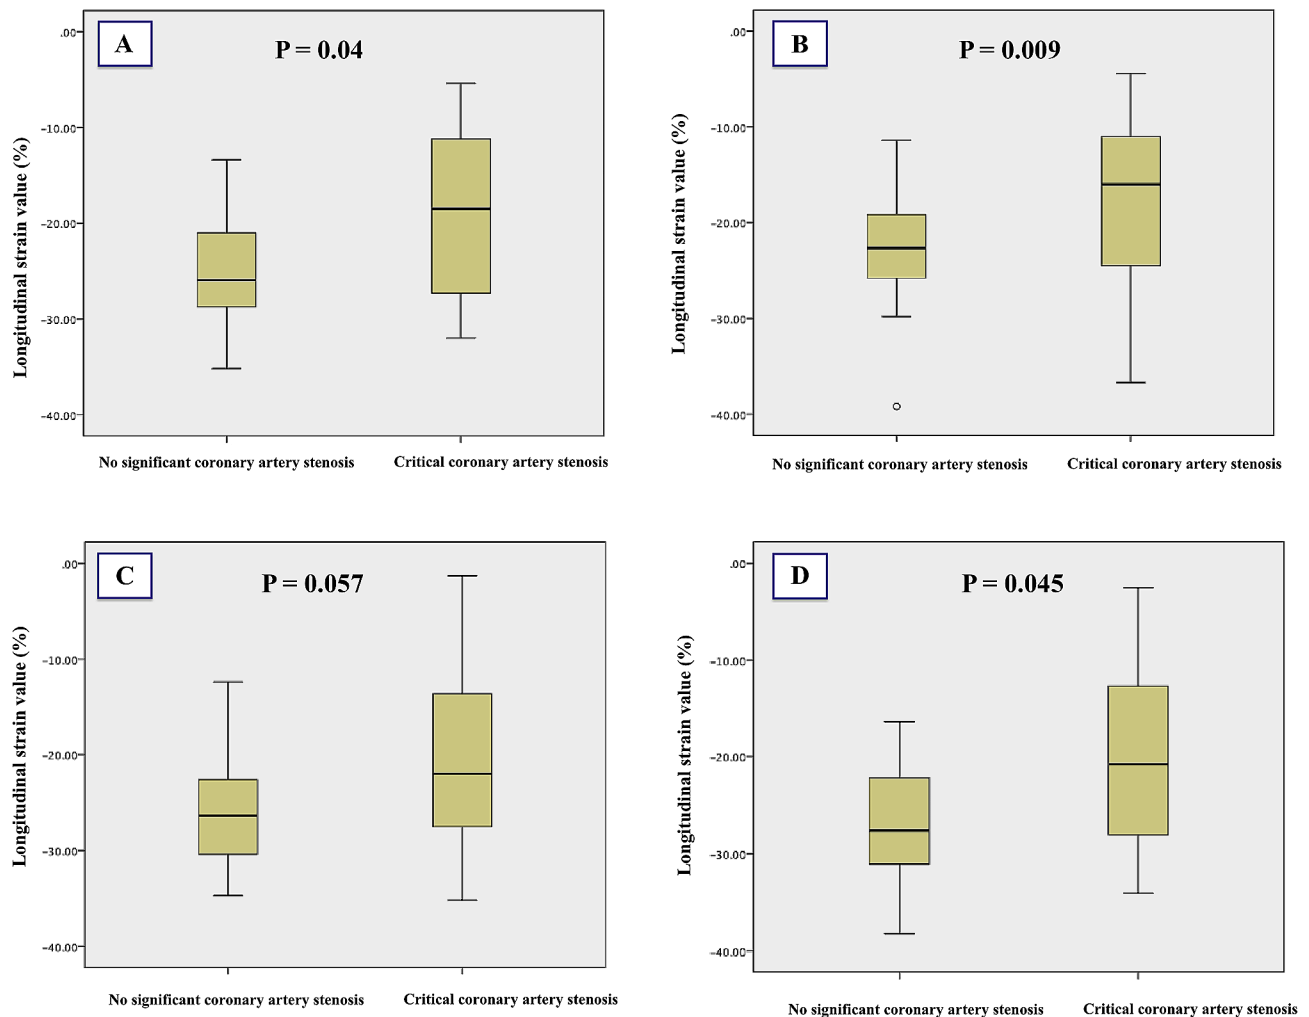 A
P = 0.04
Longitudinal strain value (%)
.00
-10.00
-20.00
-30.00
-40.00
No significant coronary artery stenosis
Critical coronary artery stenosis
B
P = 0.009
Longitudinal strain value (%)
.00
-10.00
-20.00
-30.00
-40.00
No significant coronary artery stenosis
Critical coronary artery stenosis
C
P = 0.057
Longitudinal strain value (%)
.00
-10.00
-20.00
-30.00
-40.00
No significant coronary artery stenosis
Critical coronary artery stenosis
D
P = 0.045
Longitudinal strain value (%)
.00
-10.00
-20.00
-30.00
-40.00
No significant coronary artery stenosis
Critical coronary artery stenosis